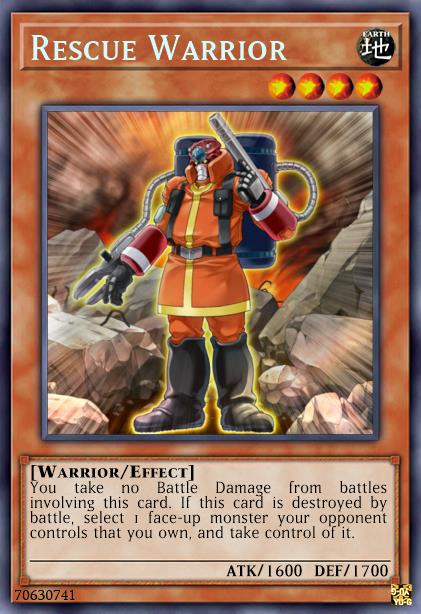 RESCUE WARRIOR
EARTH
地
[WARRIOR/EFFECT]
You take no Battle Damage from battles
involving this card. If this card is destroyed by
battle, select 1 face-up monster your opponent
controls that you own, and take control of it.
ATK/1600 DEF/1700
70630741